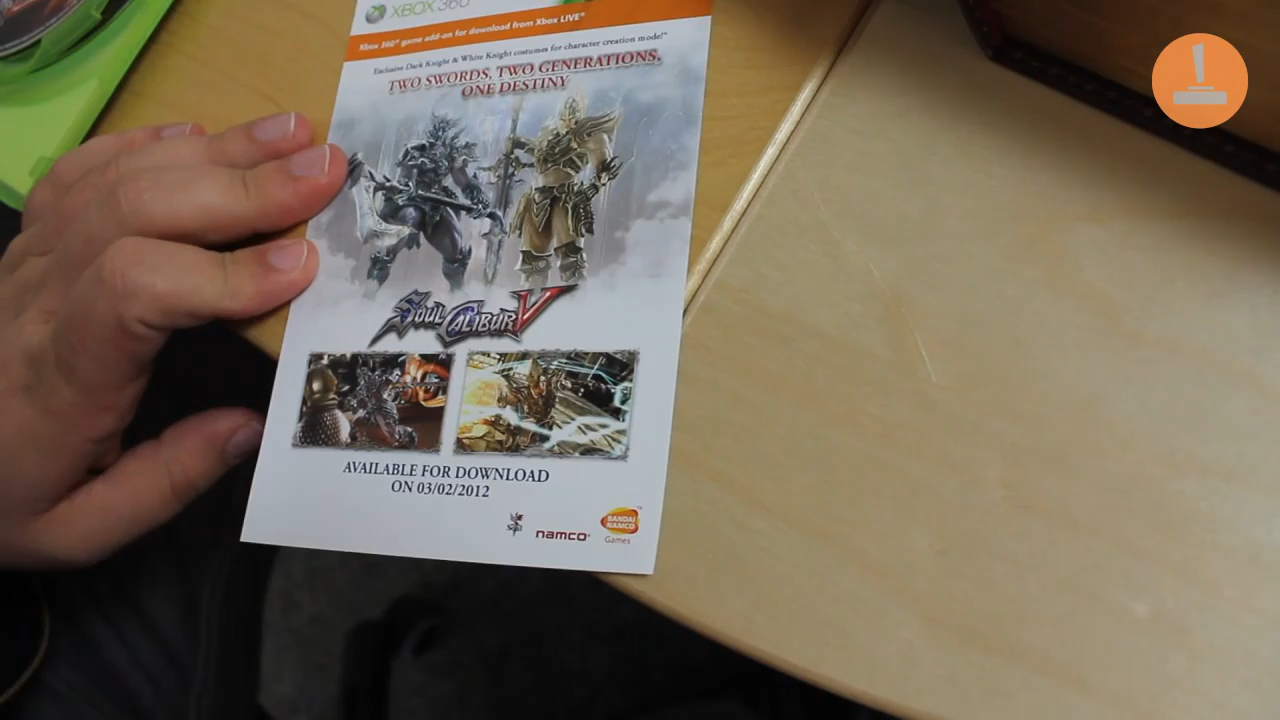 XBOX 360
Xbox 360® game add-on for download from Xbox LIVE®
Exclusive Dark Knight & White Knight costumes for character creation mode!*
TWO SWORDS, TWO GENERATIONS,
ONE DESTINY
SOUL CALIBUR V
AVAILABLE FOR DOWNLOAD
ON 03/02/2012
namco®
BANDAI
NAMCO
Games